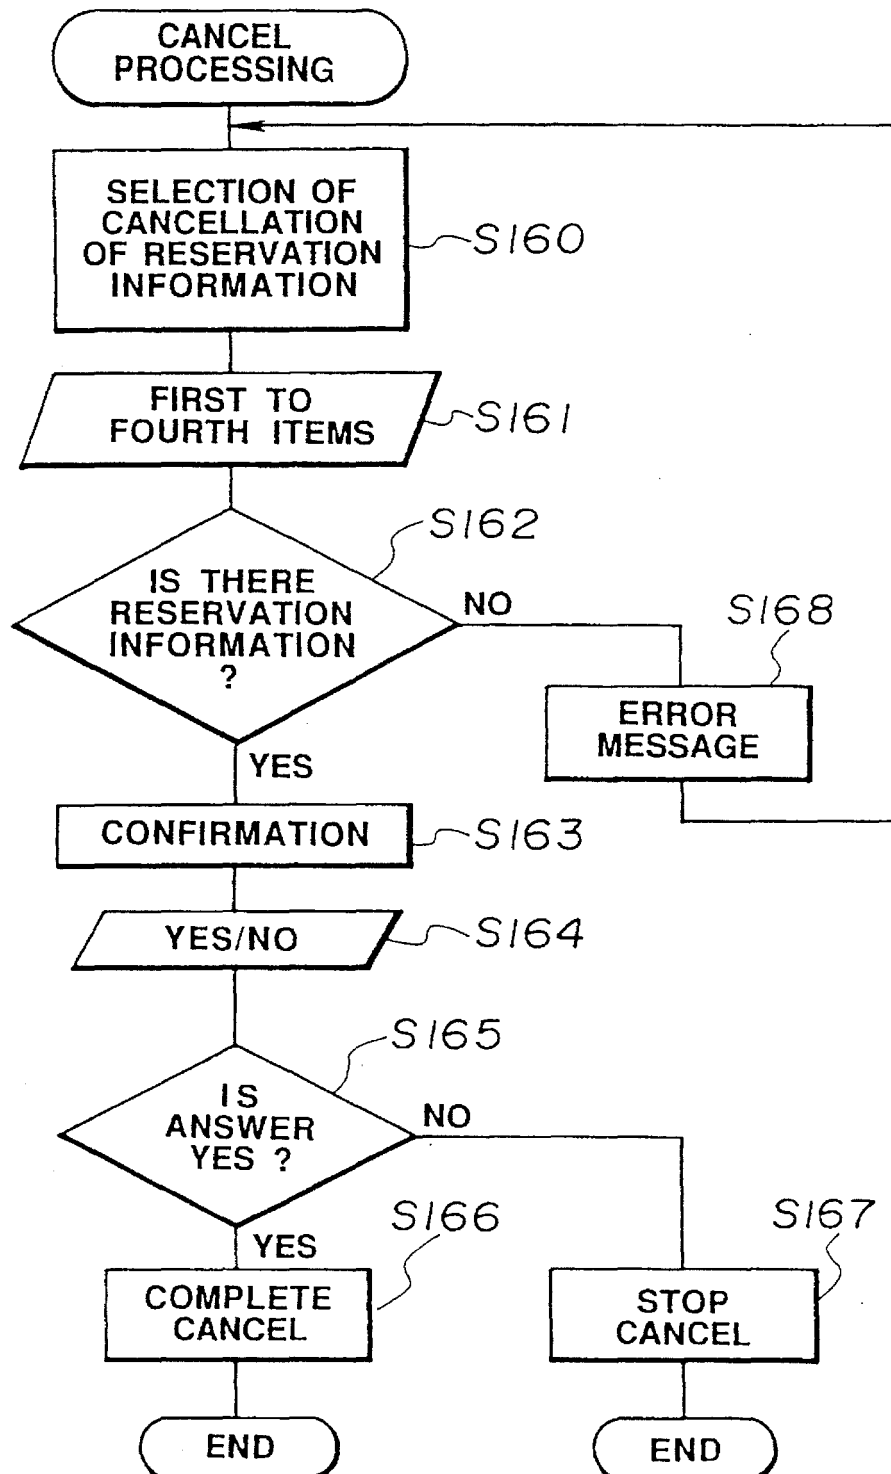 CANCEL
PROCESSING
SELECTION OF
CANCELLATION
OF RESERVATION
INFORMATION
S160
FIRST TO
FOURTH ITEMS
S161
S162
IS THERE
RESERVATION
INFORMATION
?
NO
S168
ERROR
MESSAGE
YES
CONFIRMATION
S163
YES/NO
S164
S165
IS
ANSWER
YES ?
NO
YES
S166
COMPLETE
CANCEL
S167
STOP
CANCEL
END
END